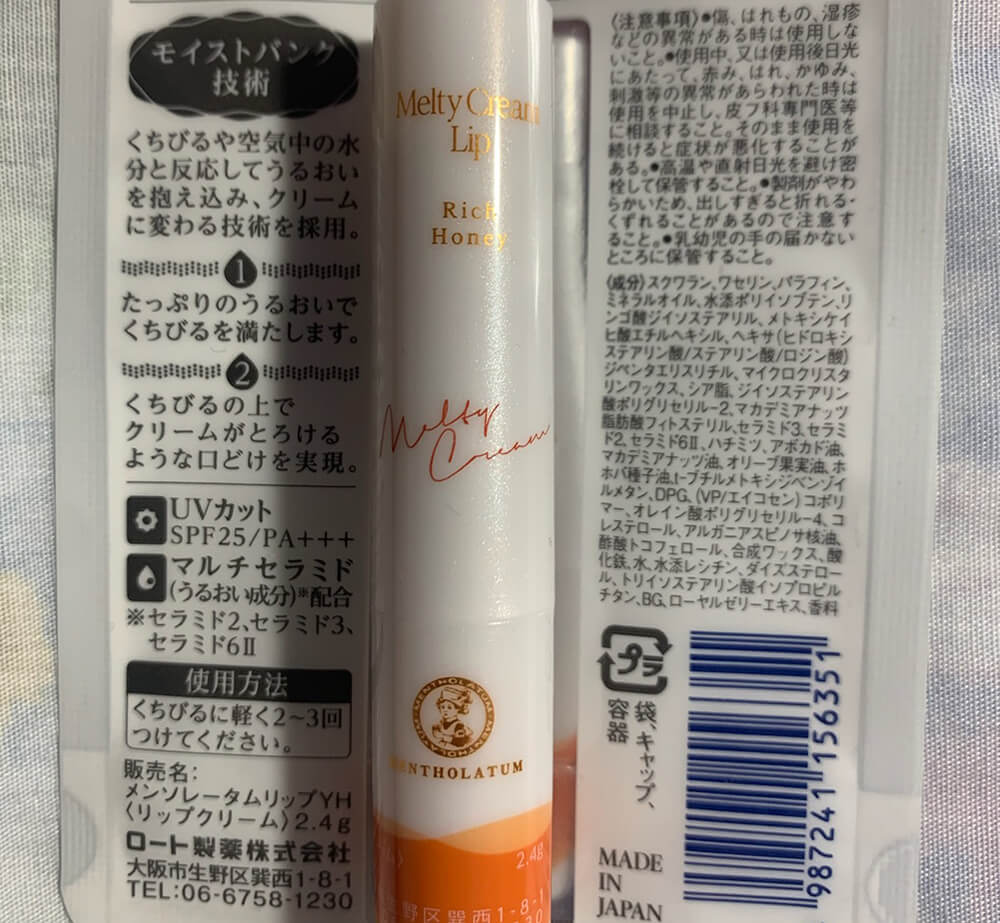 モイストバンク
技術
くちびるや空気中の水
分と反応してうるおい
を抱え込み、クリーム
に変わる技術を採用。
1
たっぷりのうるおいで
くちびるを満たします。
2
くちびるの上で
クリームがとろける
ような口どけを実現。
UVカット
SPF25/PA+++
マルチセラミド
(うるおい成分)※配合
※セラミド2、セラミド3、
セラミド6Ⅱ
使用方法
くちびるに軽く2~3回
つけてください。
販売名:
メンソレータムリップYH
〈リップクリーム〉2.4g
ロート製薬株式会社
大阪市生野区巽西1-8-1
TEL:06-6758-1230
Melty Cream
Lip
Rich
Honey
Melty
Cream
MENTHOLATUM
MENTHOLATUM
2.4g
野区巽西1-8-1
〈注意事項〉●傷、はれもの、湿疹
などの異常がある時は使用しな
いこと。●使用中、又は使用後日光
にあたって、赤み、はれ、かゆみ、
刺激等の異常があらわれた時は
使用を中止し、皮フ科専門医等
に相談すること。そのまま使用を
続けると症状が悪化することが
ある。●高温や直射日光を避け密
栓して保管すること。●製剤がやわ
らかいため、出しすぎると折れる・
くずれることがあるので注意す
ること。●乳幼児の手の届かない
ところに保管すること。
〈成分〉スクワラン、ワセリン、パラフィン、
ミネラルオイル、水添ポリイソブテン、リ
ンゴ酸ジイソステアリル、メトキシケイ
ヒ酸エチルヘキシル、ヘキサ(ヒドロキシ
ステアリン酸/ステアリン酸/ロジン酸)
ジペンタエリスリチル、マイクロクリスタ
リンワックス、シア脂、ジイソステアリン
酸ポリグリセリル-2、マカデミアナッツ
脂肪酸フィトステリル、セラミド3、セラミ
ド2、セラミド6Ⅱ、ハチミツ、アボカド油、
マカデミアナッツ油、オリーブ果実油、ホ
ホバ種子油、t-ブチルメトキシジベンゾイ
ルメタン、DPG、(VP/エイコセン)コポリ
マー、オレイン酸ポリグリセリル-4、コ
レステロール、アルガニアスピノサ核油、
酢酸トコフェロール、合成ワックス、酸
化鉄、水、水添レシチン、ダイズステロー
ル、トリイソステアリン酸イソプロピル
チタン、BG、ローヤルゼリーエキス、香料
プラ
袋、キャップ、
容器
MADE
IN
JAPAN
4987241156351